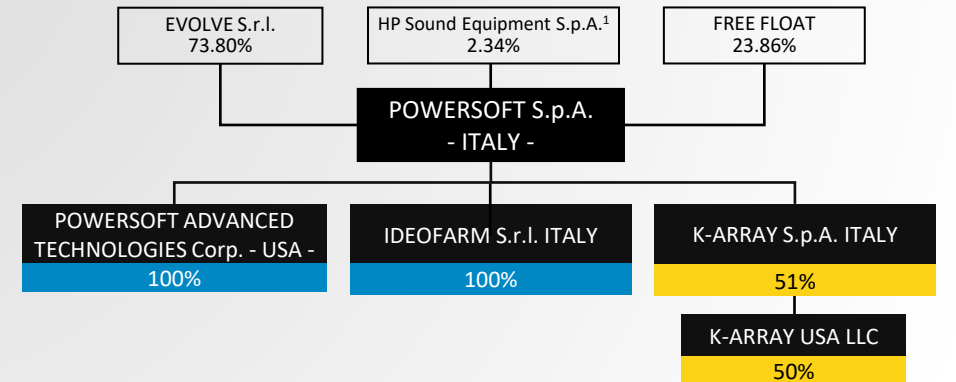 EVOLVE S.r.l.
73.80%
HP Sound Equipment S.p.A.¹
2.34%
FREE FLOAT
23.86%
POWERSOFT S.p.A.
- ITALY -
POWERSOFT ADVANCED
TECHNOLOGIES Corp. - USA -
100%
IDEOFARM S.r.l. ITALY
100%
K-ARRAY S.p.A. ITALY
51%
K-ARRAY USA LLC
50%